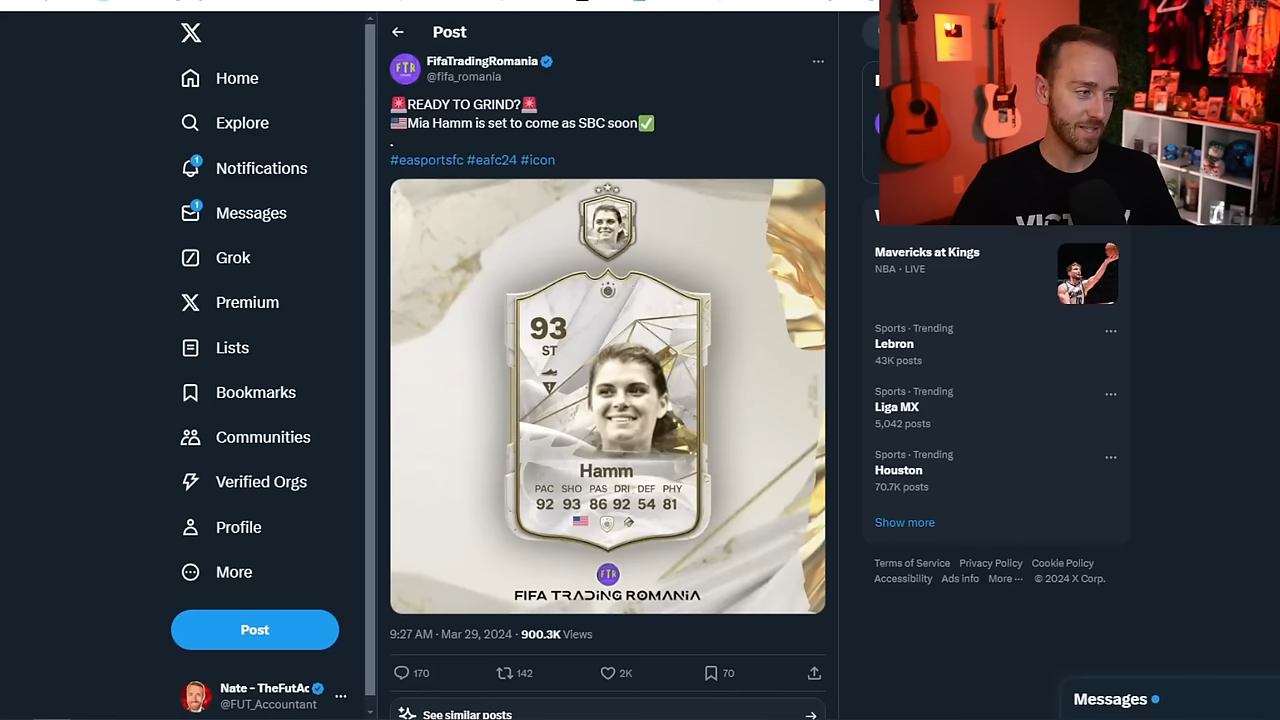 Home
Explore
1
Notifications
1
Messages
Grok
Premium
Lists
Bookmarks
Communities
Verified Orgs
Profile
More
Post
Nate - TheFutAc
@FUT_Accountant
Post
FTR
FifaTradingRomania
@fifa_romania
🚨READY TO GRIND?🚨
🇺🇸Mia Hamm is set to come as SBC soon✅
.
#easportsfc #eafc24 #icon
93
ST
Hamm
PAC SHO PAS DRI DEF PHY
92 93 86 92 54 81
FTR
FIFA TRADING ROMANIA
9:27 AM · Mar 29, 2024 · 900.3K Views
170
142
2K
70
See similar posts
Mavericks at Kings
NBA · LIVE
Sports · Trending
Lebron
43K posts
Sports · Trending
Liga MX
5,042 posts
Sports · Trending
Houston
70.7K posts
Show more
Terms of Service Privacy Policy Cookie Policy
Accessibility Ads info More ··· © 2024 X Corp.
Messages